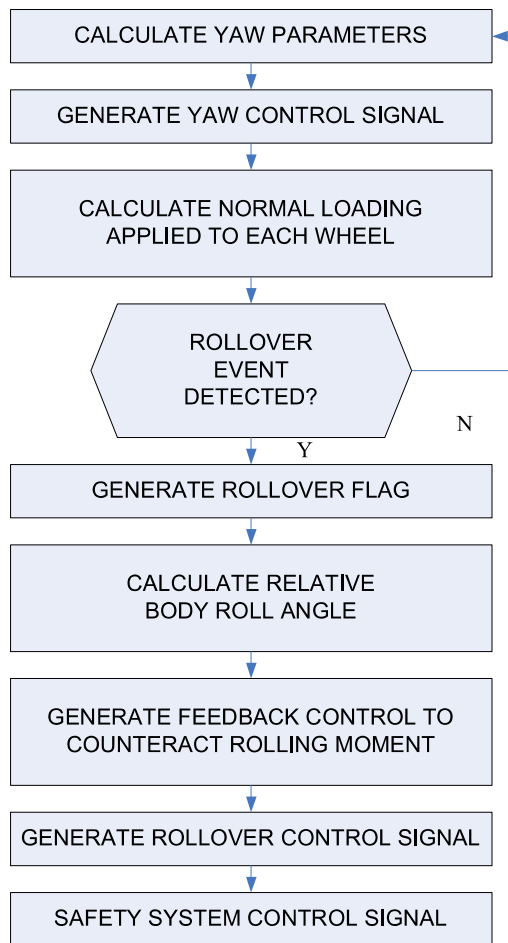 CALCULATE YAW PARAMETERS
GENERATE YAW CONTROL SIGNAL
CALCULATE NORMAL LOADING
APPLIED TO EACH WHEEL
ROLLOVER
EVENT
DETECTED?
N
Y
GENERATE ROLLOVER FLAG
CALCULATE RELATIVE
BODY ROLL ANGLE
GENERATE FEEDBACK CONTROL TO
COUNTERACT ROLLING MOMENT
GENERATE ROLLOVER CONTROL SIGNAL
SAFETY SYSTEM CONTROL SIGNAL